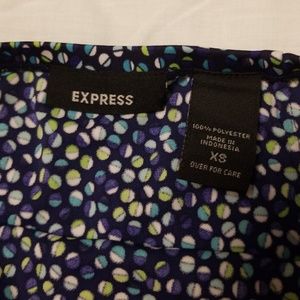 EXPRESS
100% POLYESTER
MADE IN
INDONESIA
XS
OVER FOR CARE